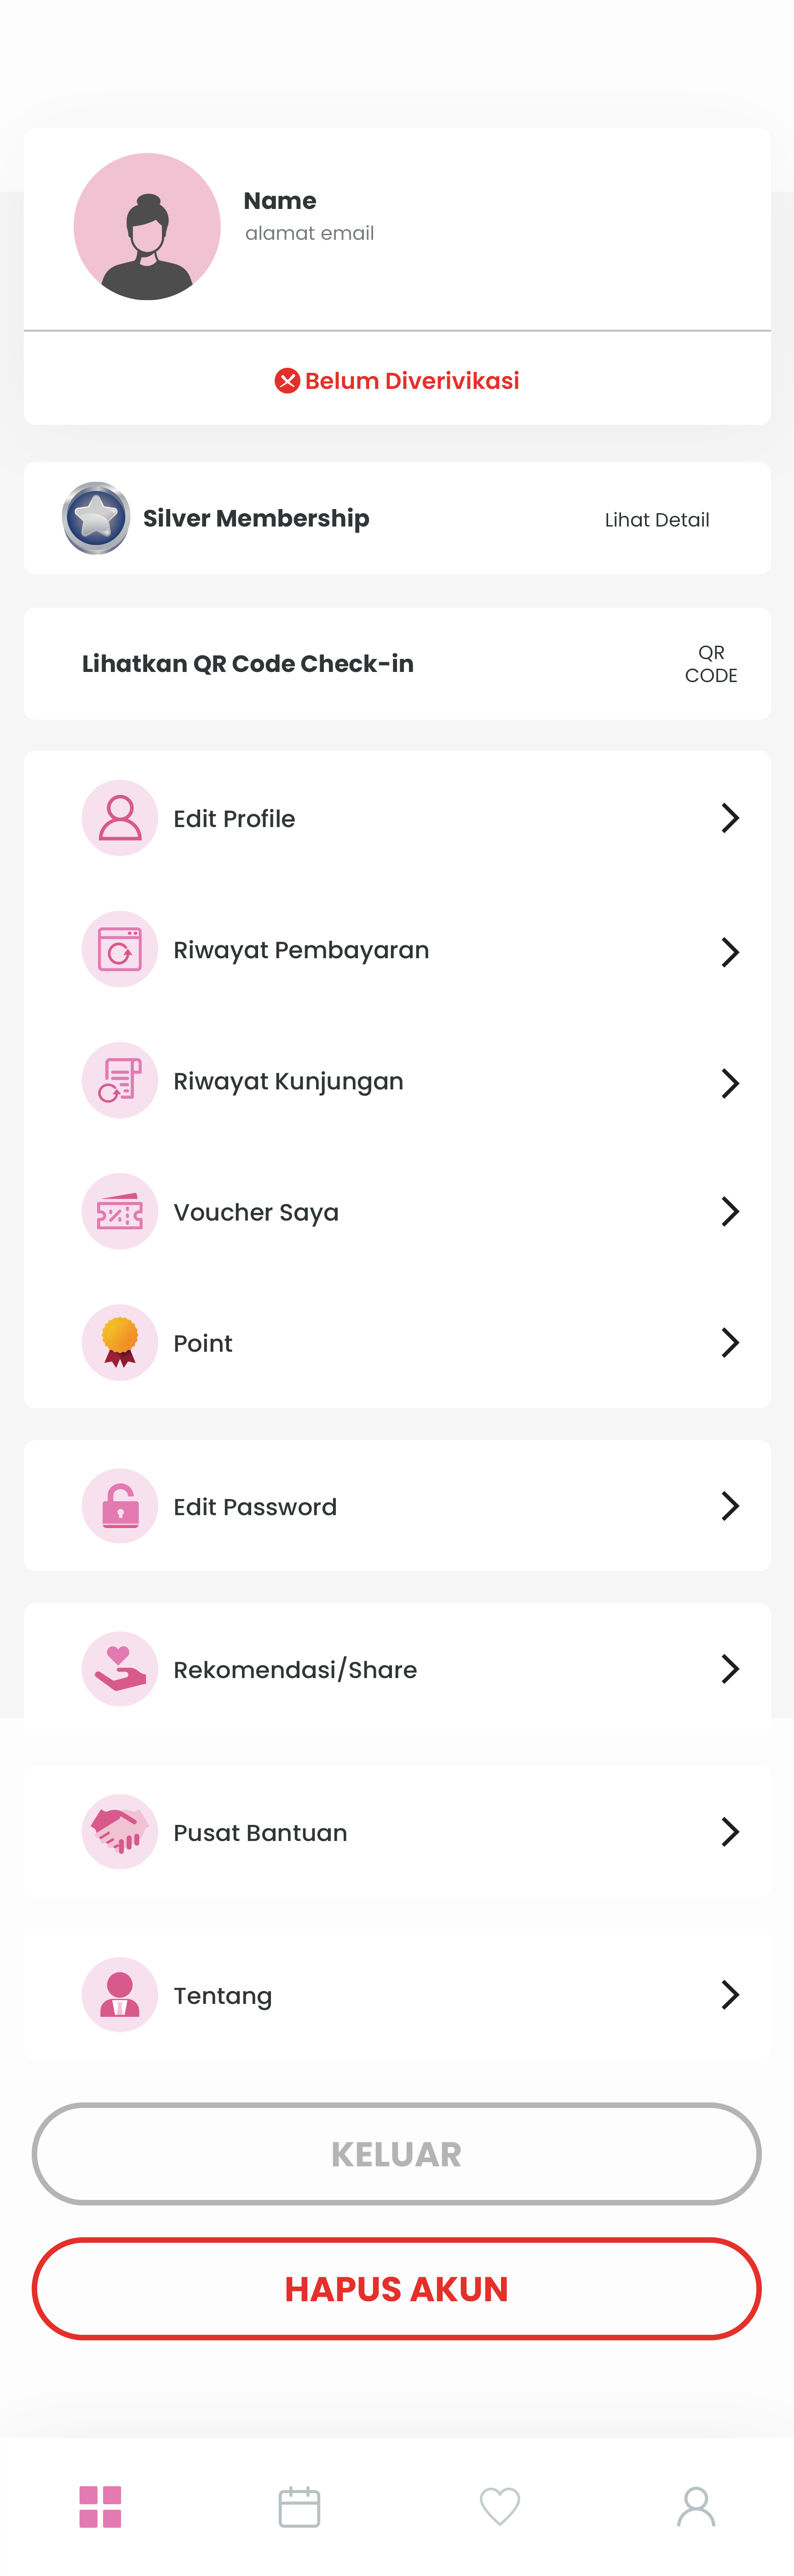 Name
alamat email
Belum Diverivikasi
Silver Membership
Lihat Detail
Lihatkan QR Code Check-in
QR
CODE
Edit Profile
Riwayat Pembayaran
Riwayat Kunjungan
Voucher Saya
Point
Edit Password
Rekomendasi/Share
Pusat Bantuan
Tentang
KELUAR
HAPUS AKUN